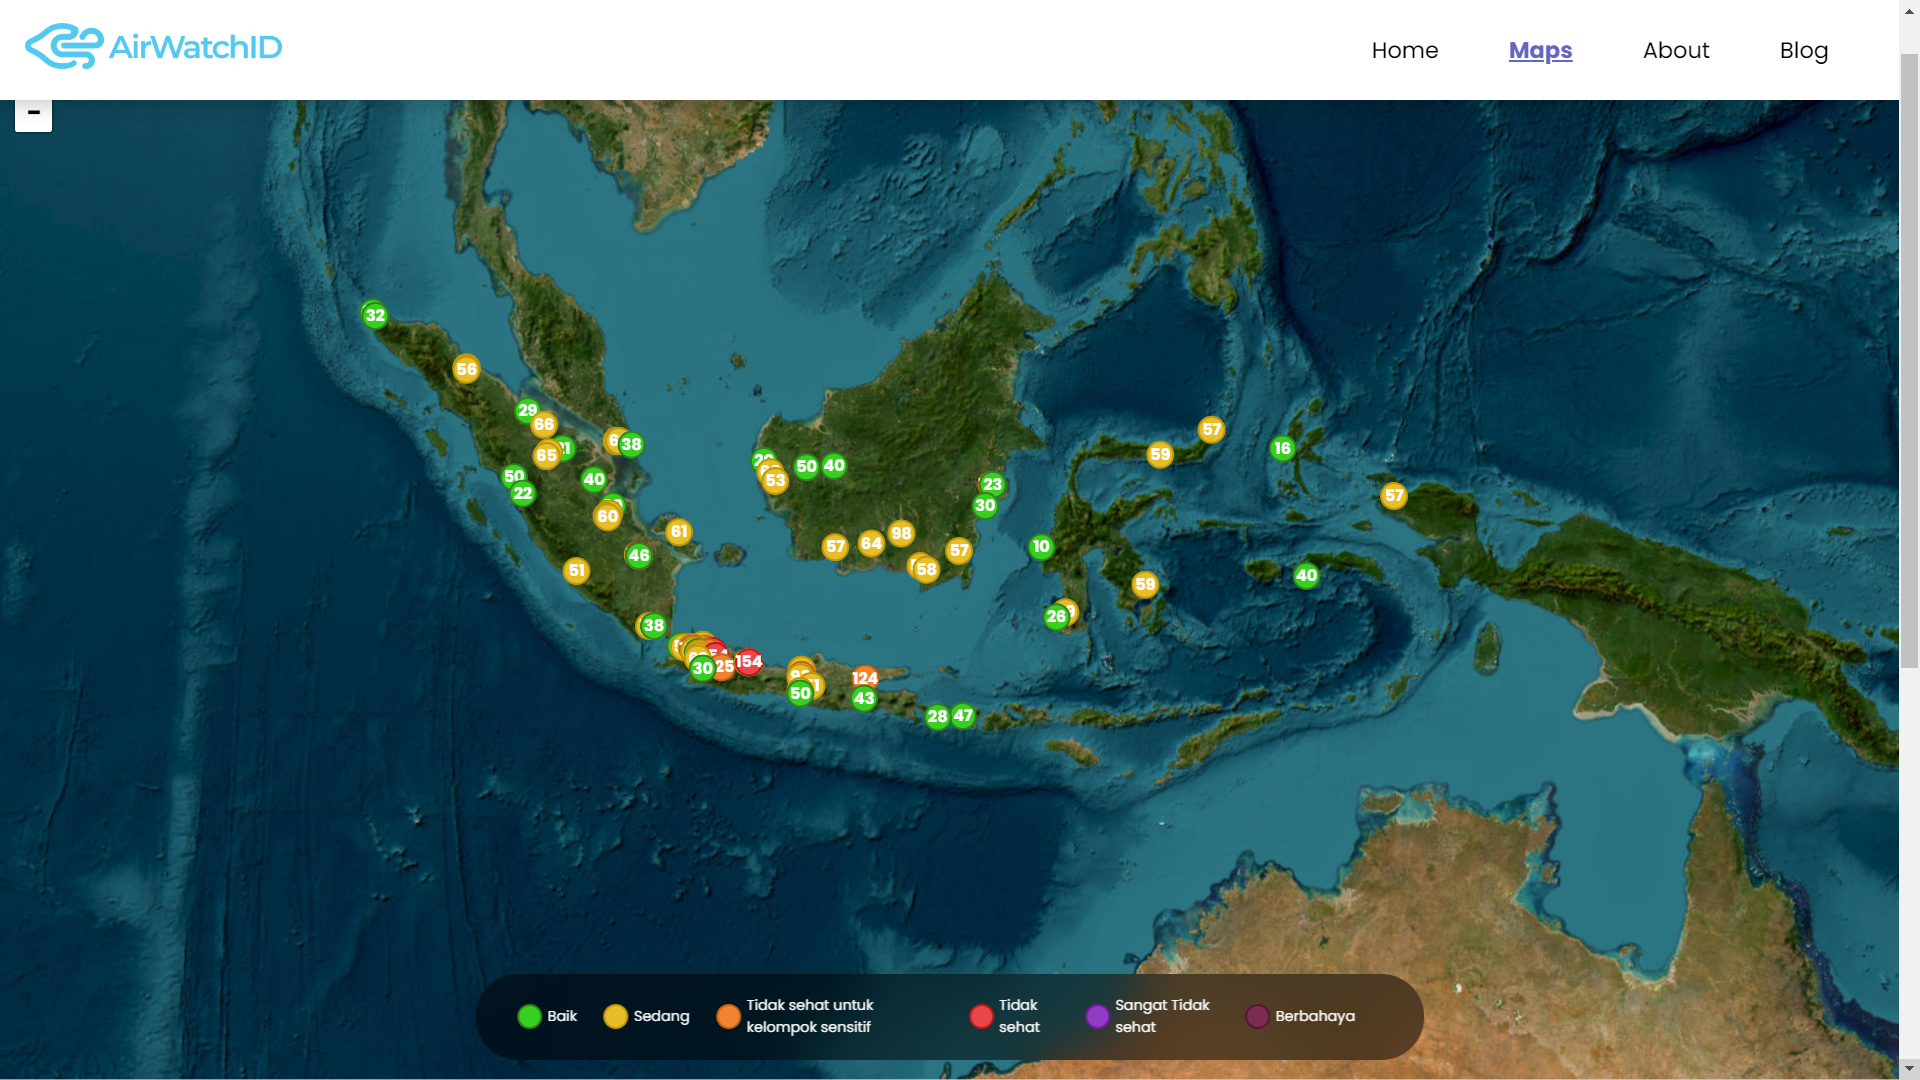 AirWatchID
Home
Maps
About
Blog
-
32
56
29
66
65
38
50
22
40
60
61
46
51
38
53
50
40
23
30
57
64
98
57
58
10
26
59
57
59
16
57
40
154
30
50
124
43
28
47
Baik
Sedang
Tidak sehat untuk
kelompok sensitif
Tidak
sehat
Sangat Tidak
sehat
Berbahaya